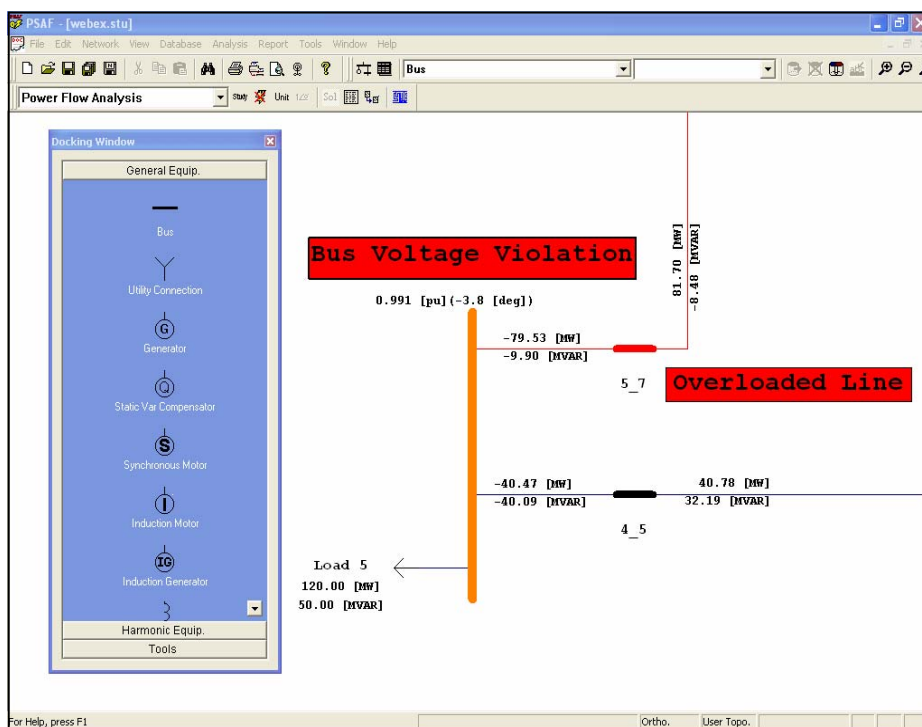 PSAF - [webex.stu]
File Edit Network View Database Analysis Report Tools Window Help
Bus
Power Flow Analysis
Study Unit 123 Sol
Docking Window
General Equip.
Bus
Utility Connection
G
Generator
Q
Static Var Compensator
S
Synchronous Motor
I
Induction Motor
IG
Induction Generator
Harmonic Equip.
Tools
81.70 [MW]
-8.48 [MVAR]
Bus Voltage Violation
0.991 [pu](-3.8 [deg])
-79.53 [MW]
-9.90 [MVAR]
5_7
Overloaded Line
-40.47 [MW]
-40.09 [MVAR]
40.78 [MW]
32.19 [MVAR]
4_5
Load 5
120.00 [MW]
50.00 [MVAR]
For Help, press F1
Ortho. User Topo.